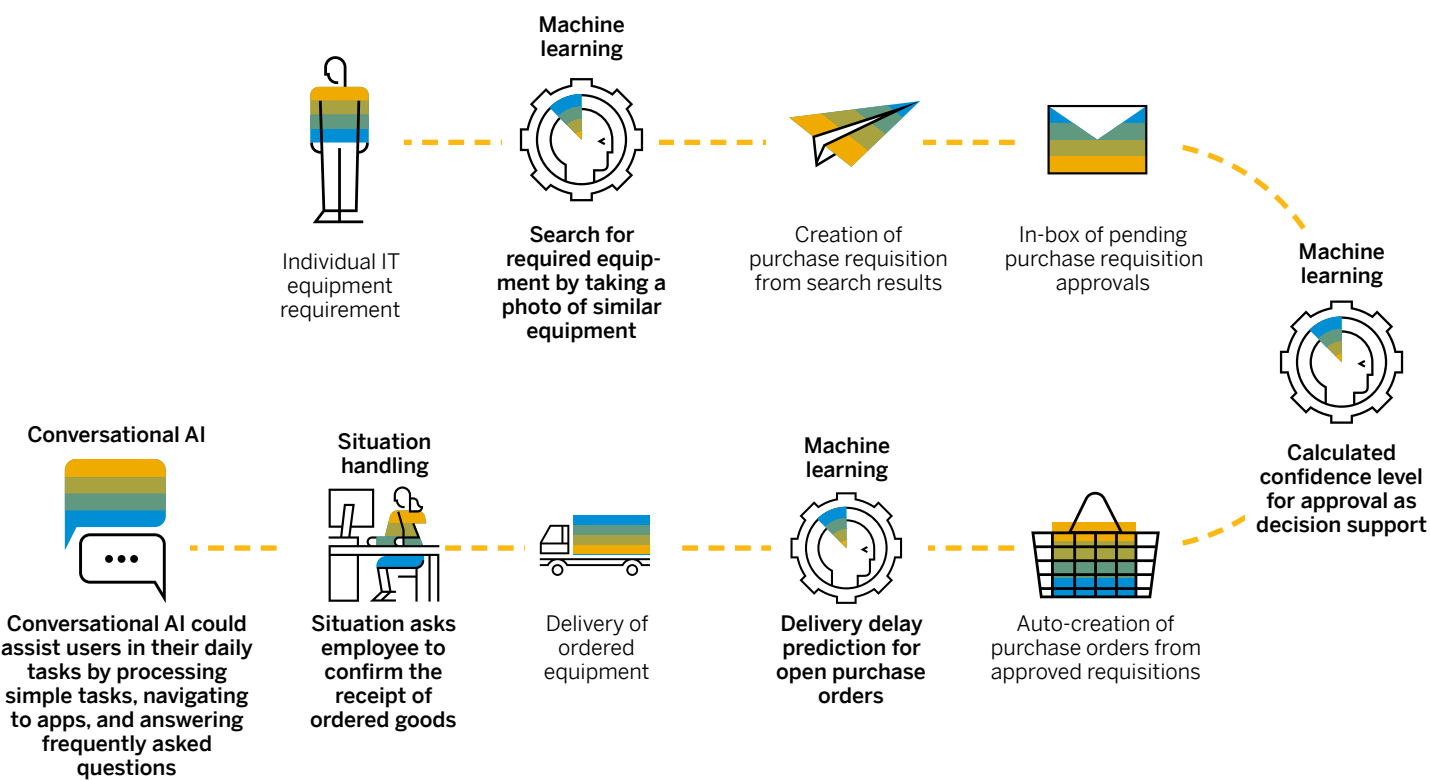 Machine
learning
Individual IT
equipment
requirement
Search for
required equip-
ment by taking a
photo of similar
equipment
Creation of
purchase requisition
from search results
In-box of pending
purchase requisition
approvals
Machine
learning
Calculated
confidence level
for approval as
decision support
Conversational AI
Conversational AI could
assist users in their daily
tasks by processing
simple tasks, navigating
to apps, and answering
frequently asked
questions
Situation
handling
Situation asks
employee to
confirm the
receipt of
ordered goods
Delivery of
ordered
equipment
Machine
learning
Delivery delay
prediction for
open purchase
orders
Auto-creation of
purchase orders from
approved requisitions